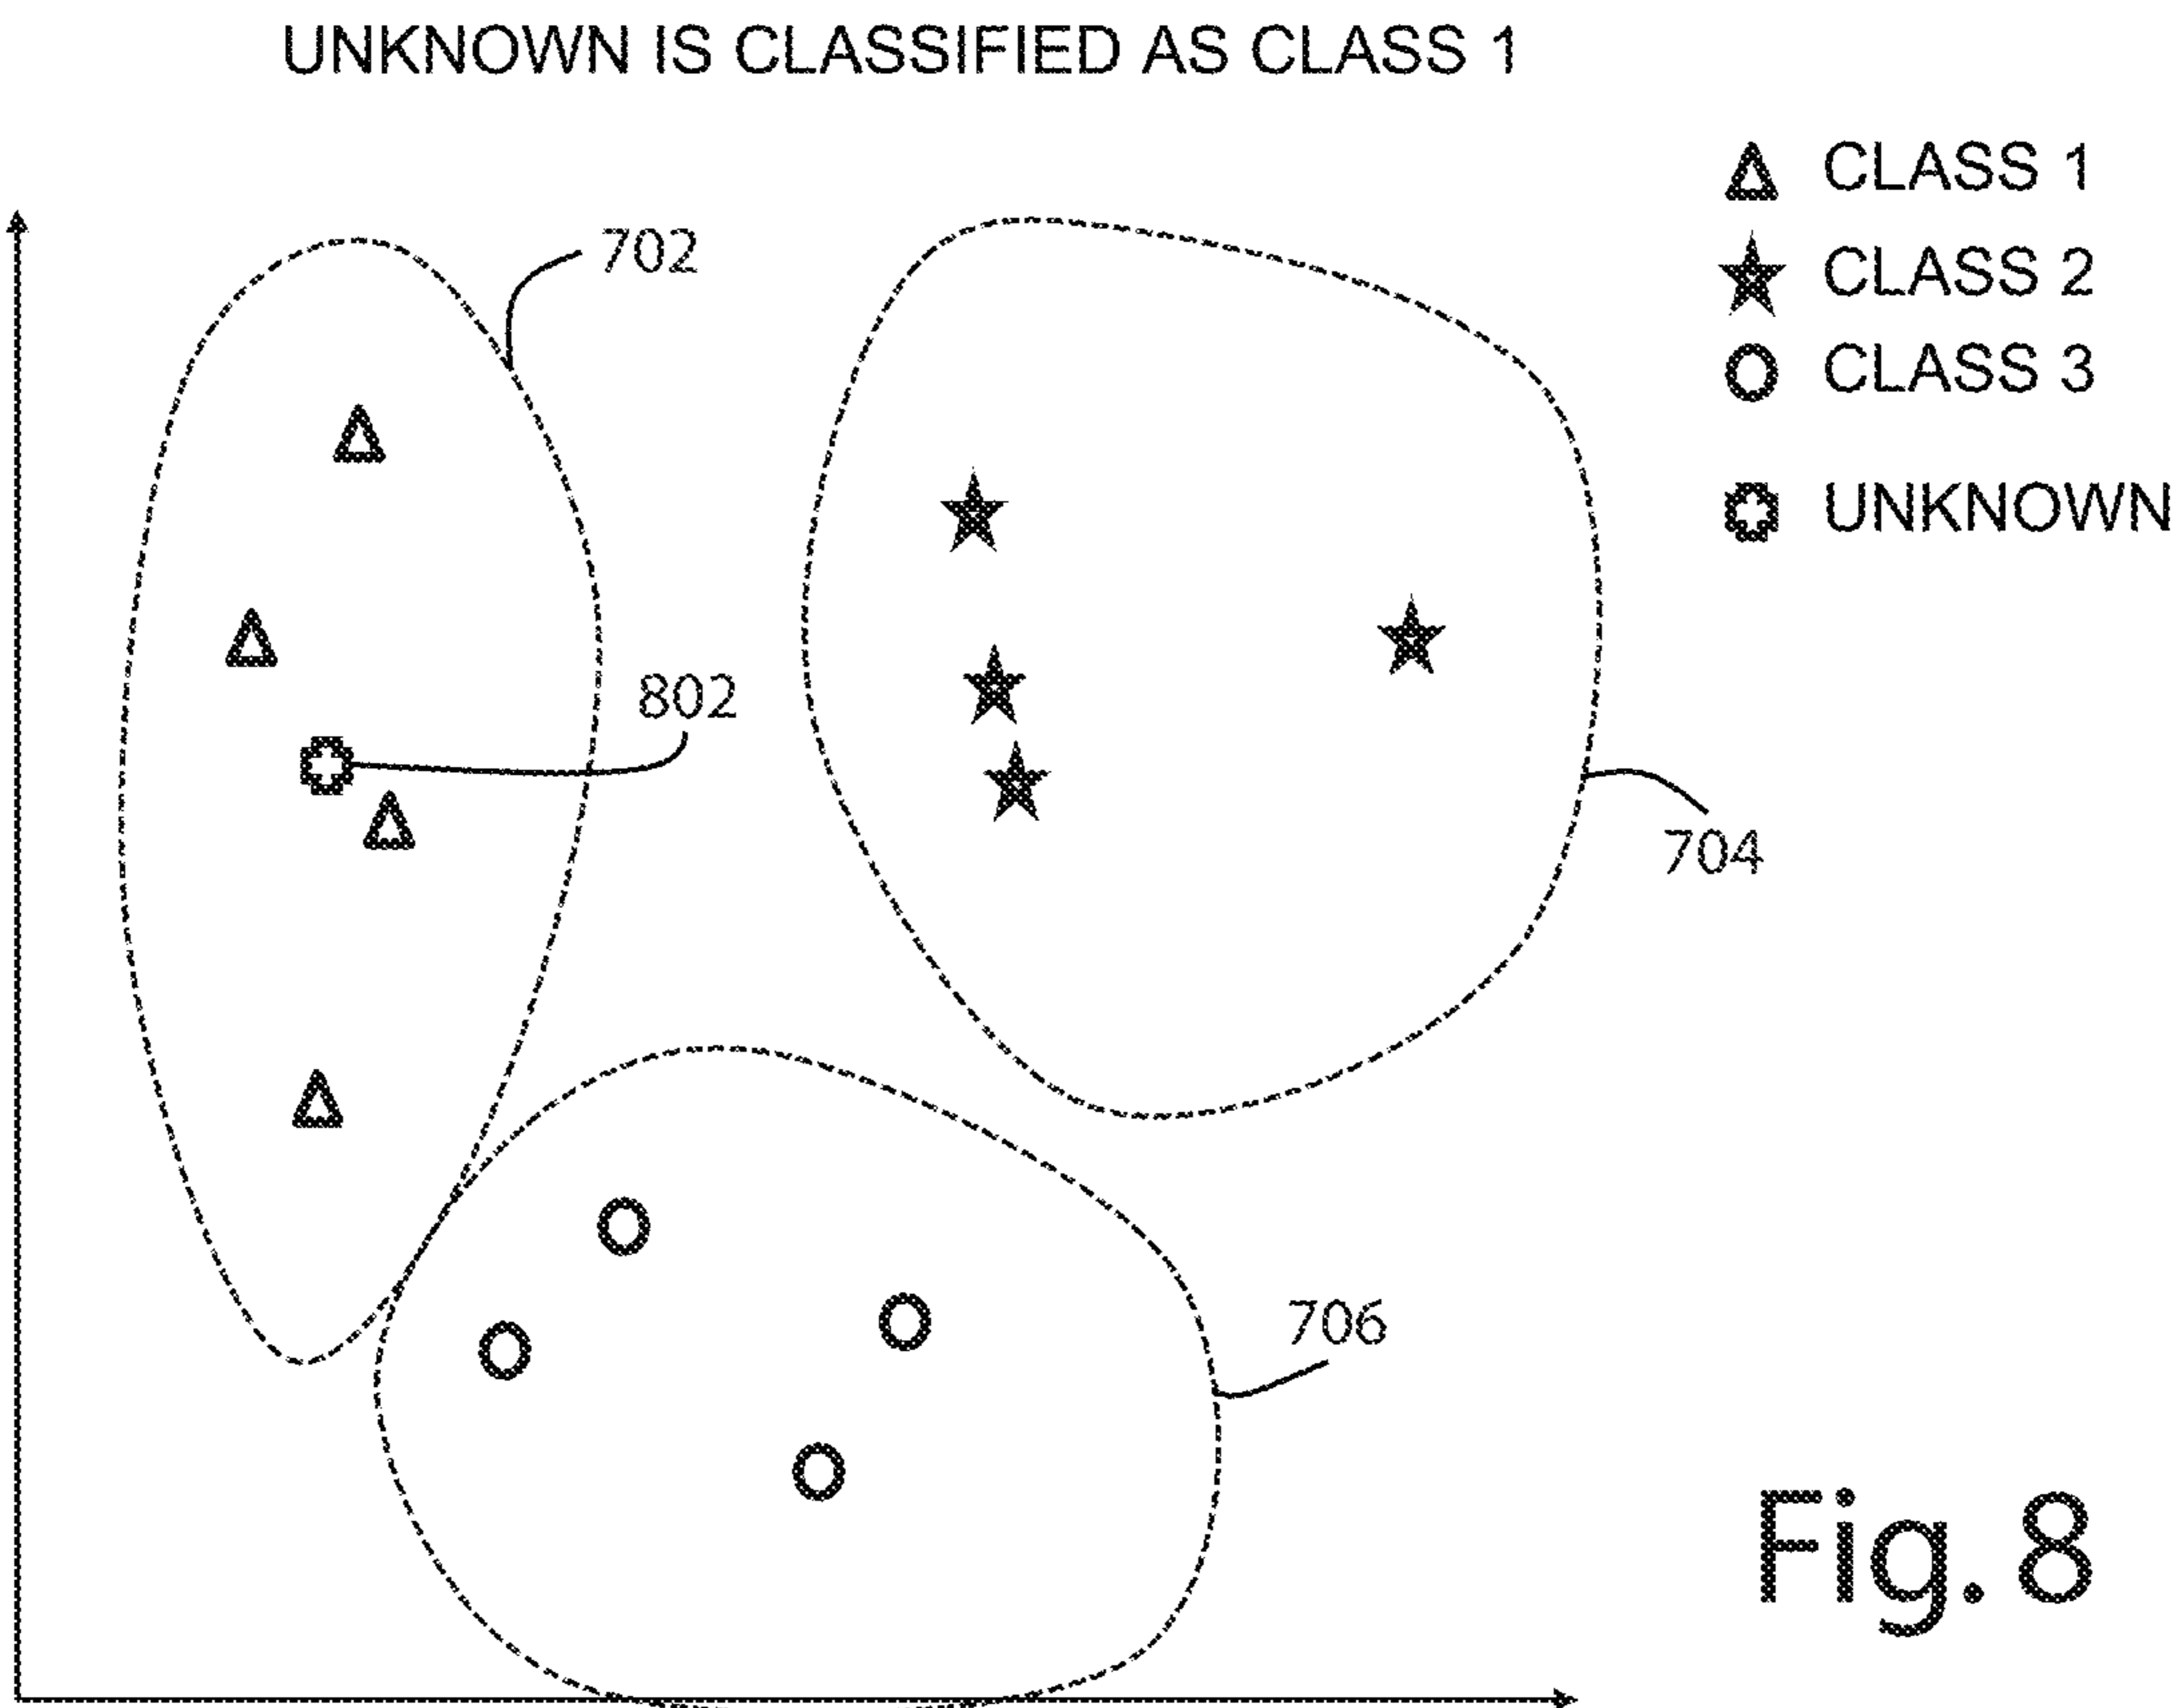 UNKNOWN IS CLASSIFIED AS CLASS 1
CLASS 1
CLASS 2
CLASS 3
UNKNOWN
702
802
704
706
Fig. 8